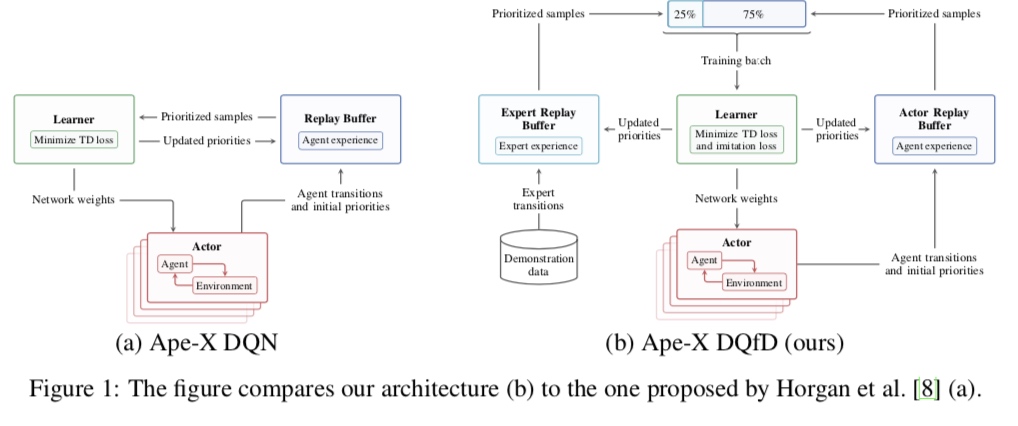 Learner
Minimize TD loss
Prioritized samples
Updated priorities
Replay Buffer
Agent experience
Network weights
Agent transitions
and initial priorities
Actor
Agent
Environment
(a) Ape-X DQN
Prioritized samples
25%
75%
Prioritized samples
Training batch
Expert Replay
Buffer
Expert experience
Updated
priorities
Learner
Minimize TD loss
and imitation loss
Updated
priorities
Actor Replay
Buffer
Agent experience
Expert
transitions
Network weights
Demonstration
data
Actor
Agent
Environment
Agent transitions
and initial priorities
(b) Ape-X DQfD (ours)
Figure 1: The figure compares our architecture (b) to the one proposed by Horgan et al. [8] (a).